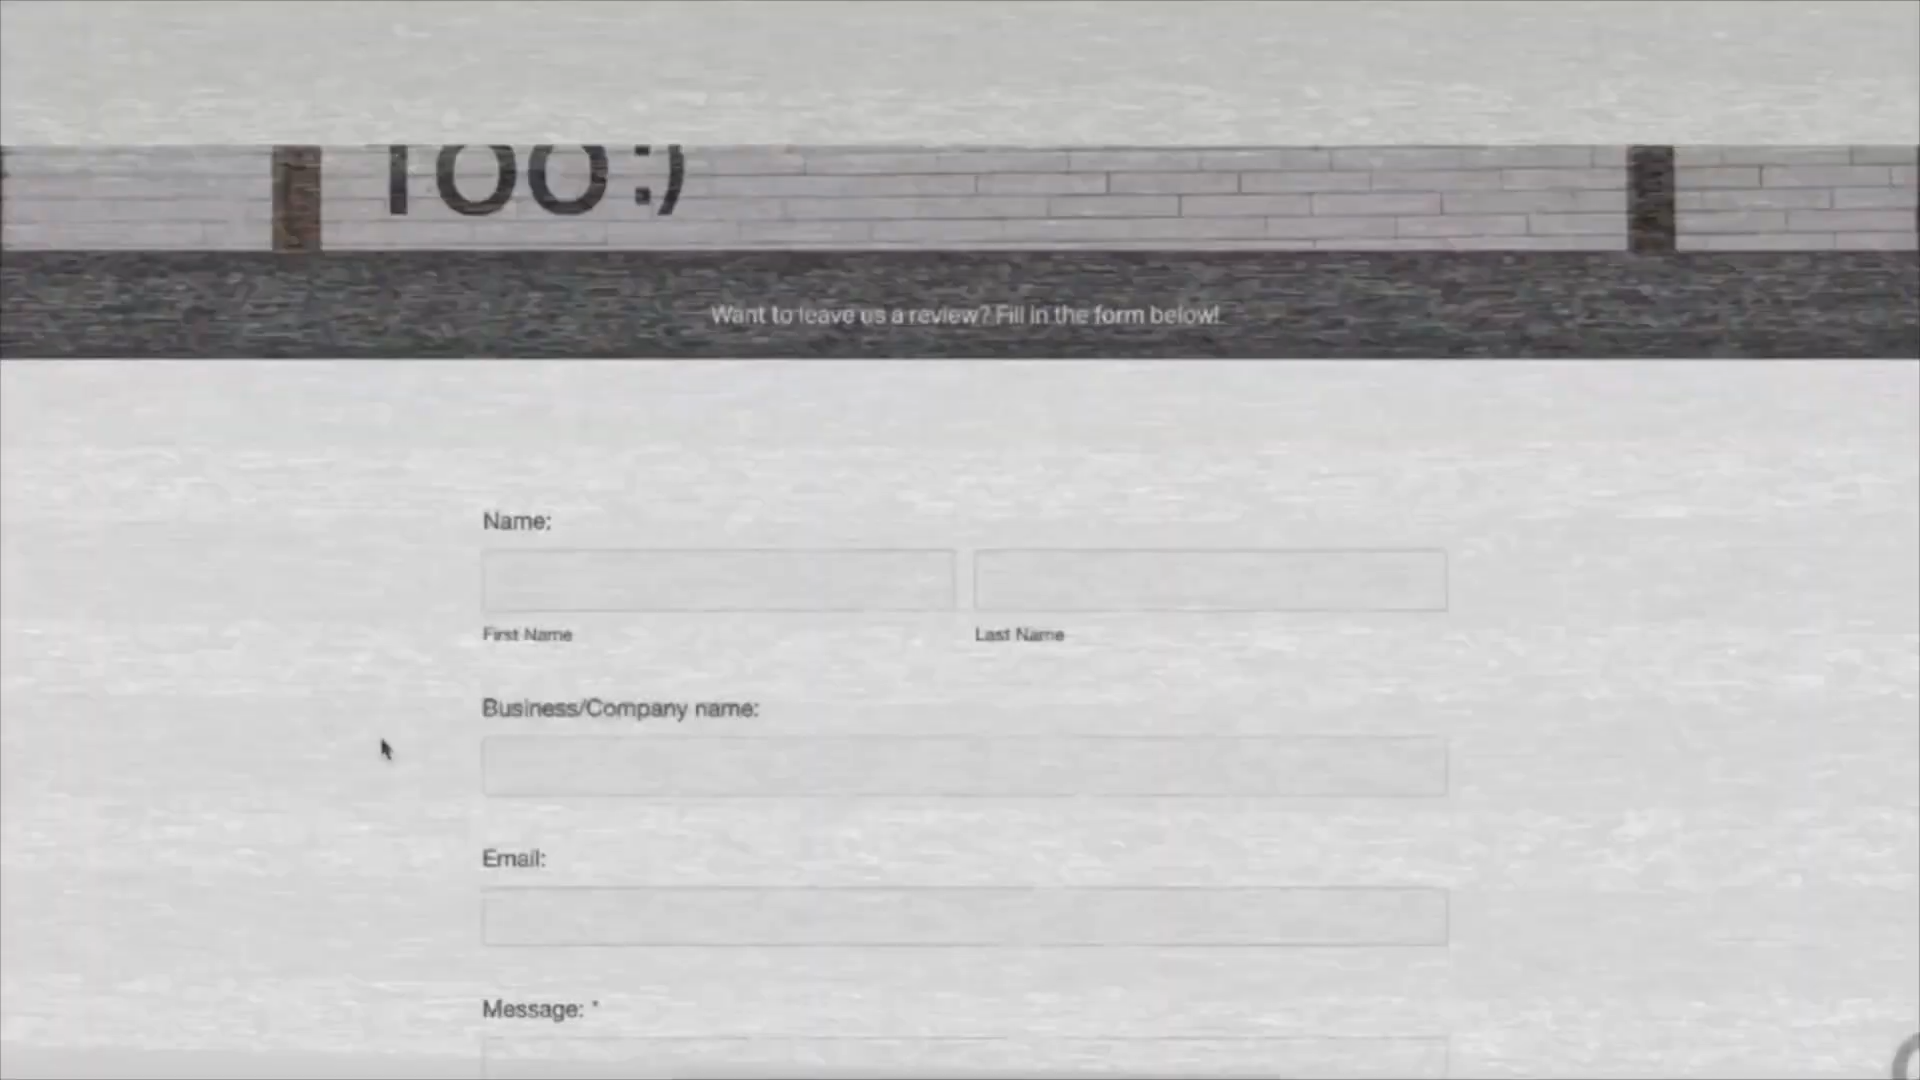 TOO :)
Want to leave us a review? Fill in the form below!
Name:
First Name Last Name
Business/Company name:
Email:
Message: *